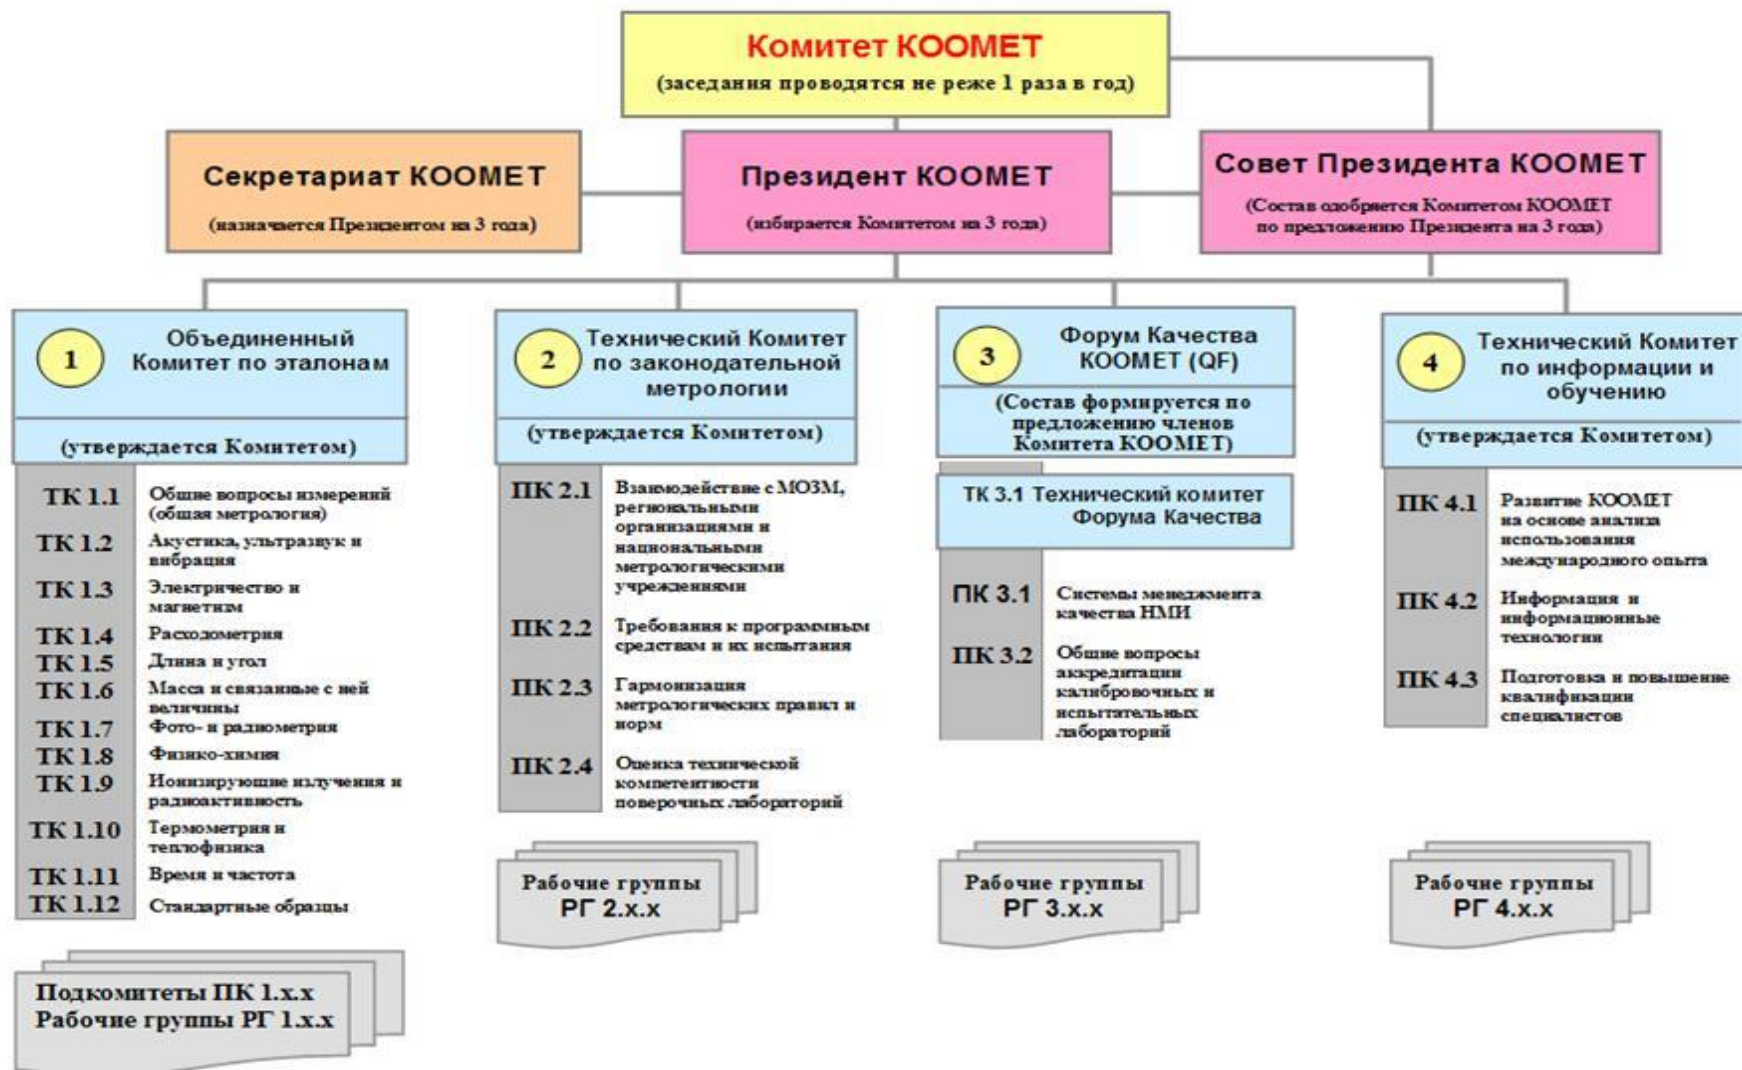 Комитет КООМЕТ
(заседания проводятся не реже 1 раза в год)
Секретариат КООМЕТ
(назначается Президентом на 3 года)
Президент КООМЕТ
(избирается Комитетом на 3 года)
Совет Президента КООМЕТ
(Состав одобряется Комитетом КООМЕТ
по предложению Президента на 3 года)
1
Объединенный
Комитет по эталонам
(утверждается Комитетом)
ТК 1.1 Общие вопросы измерений
(общая метрология)
ТК 1.2 Акустика, ультразвук и
вибрация
ТК 1.3 Электричество и
магнетизм
ТК 1.4 Расходометрия
ТК 1.5 Длина и угол
ТК 1.6 Масса и связанные с ней
величины
ТК 1.7 Фото- и радиометрия
ТК 1.8 Физико-химия
ТК 1.9 Ионизирующие излучения и
радиоактивность
ТК 1.10 Термометрия и
теплофизика
ТК 1.11 Время и частота
ТК 1.12 Стандартные образцы
Подкомитеты ПК 1.х.х
Рабочие группы РГ 1.х.х
2
Технический Комитет
по законодательной
метрологии
(утверждается Комитетом)
ПК 2.1 Взаимодействие с МОЗМ,
региональными
организациями и
национальными
метрологическими
учреждениями
ПК 2.2 Требования к программным
средствам и их испытания
ПК 2.3 Гармонизация
метрологических правил и
норм
ПК 2.4 Оценка технической
компетентности
поверочных лабораторий
Рабочие группы
РГ 2.х.х
3
Форум Качества
КООМЕТ (QF)
(Состав формируется по
предложению членов
Комитета КООМЕТ)
ТК 3.1 Технический комитет
Форума Качества
ПК 3.1 Системы менеджмента
качества НМИ
ПК 3.2 Общие вопросы
аккредитации
калибровочных и
испытательных
лабораторий
Рабочие группы
РГ 3.х.х
4
Технический Комитет
по информации и
обучению
(утверждается Комитетом)
ПК 4.1 Развитие КООМЕТ
на основе анализа
использования
международного опыта
ПК 4.2 Информация и
информационные
технологии
ПК 4.3 Подготовка и повышение
квалификации
специалистов
Рабочие группы
РГ 4.х.х